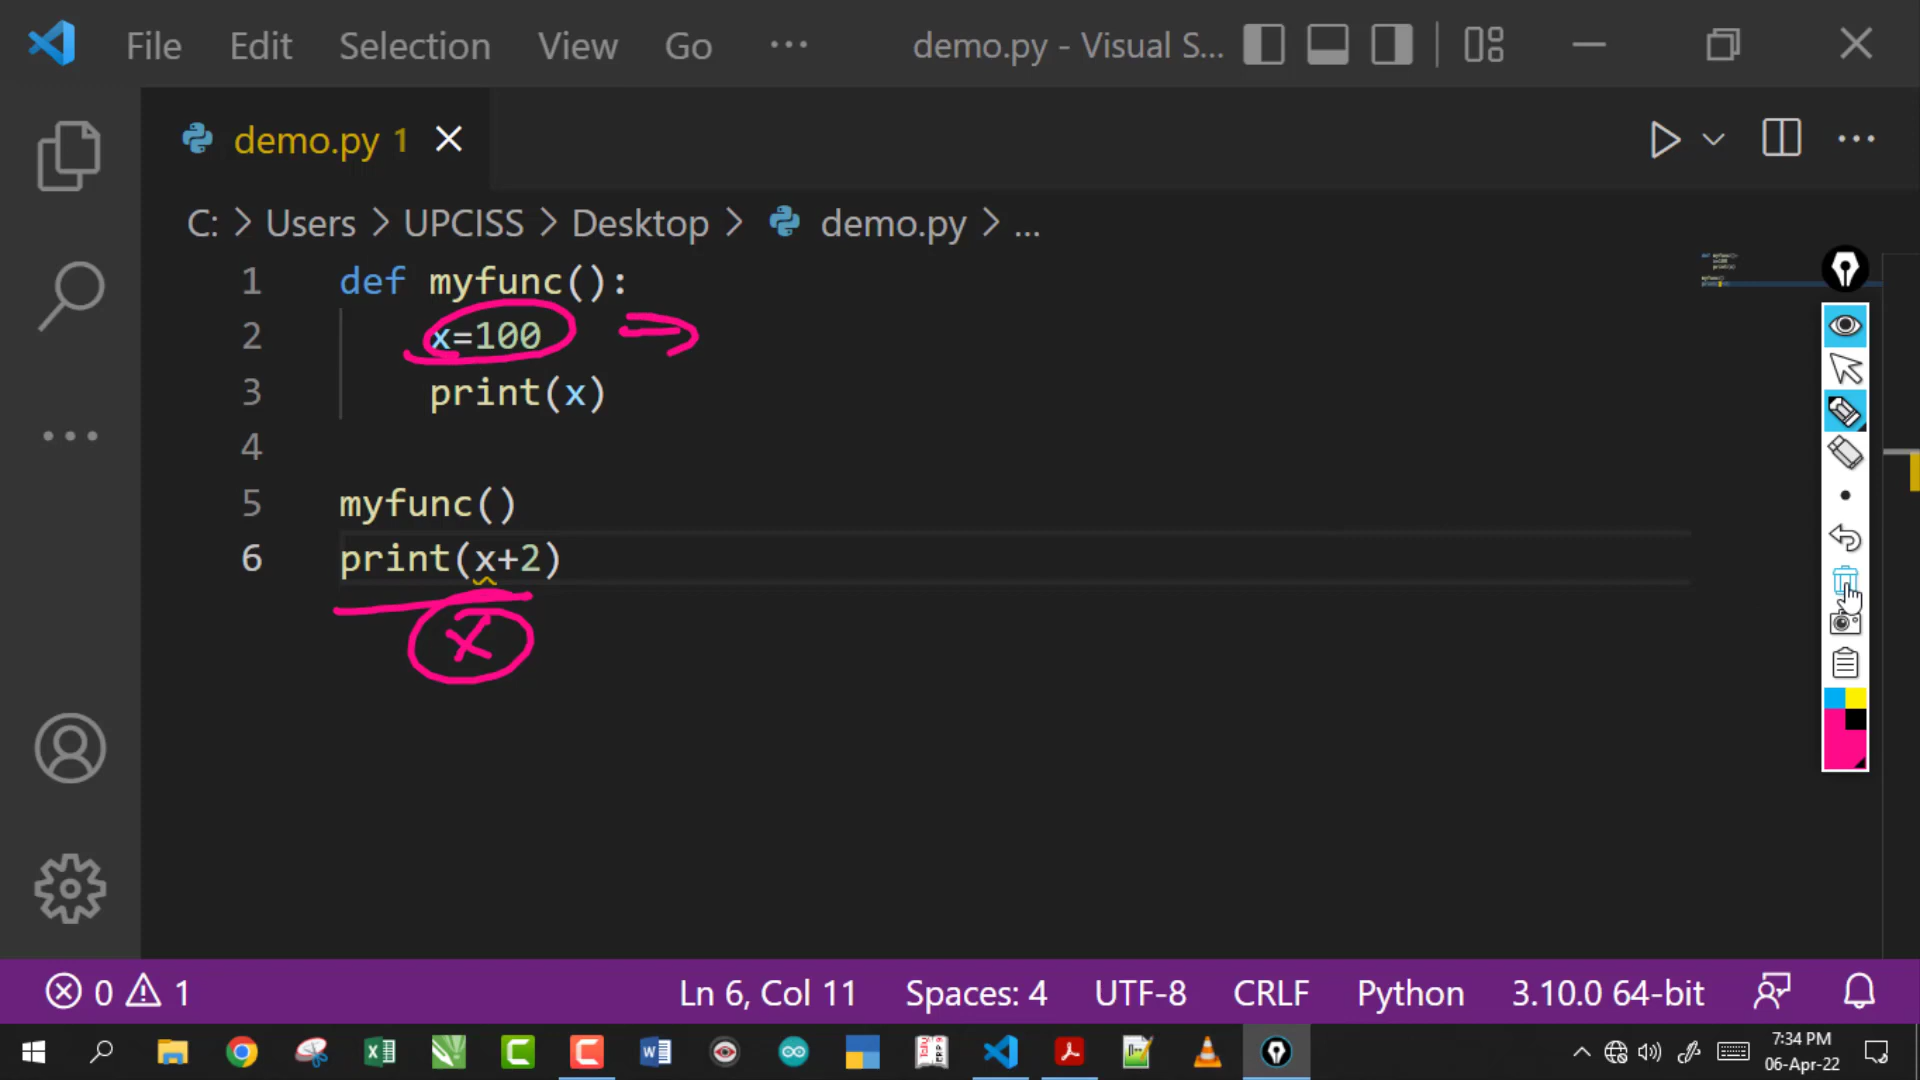 File Edit Selection View Go ... demo.py - Visual S...
demo.py 1
C: > Users > UPCISS > Desktop > demo.py > ...
1 def myfunc():
2     x=100
3     print(x)
4
5 myfunc()
6 print(x+2)
x
0 1 Ln 6, Col 11 Spaces: 4 UTF-8 CRLF Python 3.10.0 64-bit
7:34 PM
06-Apr-22